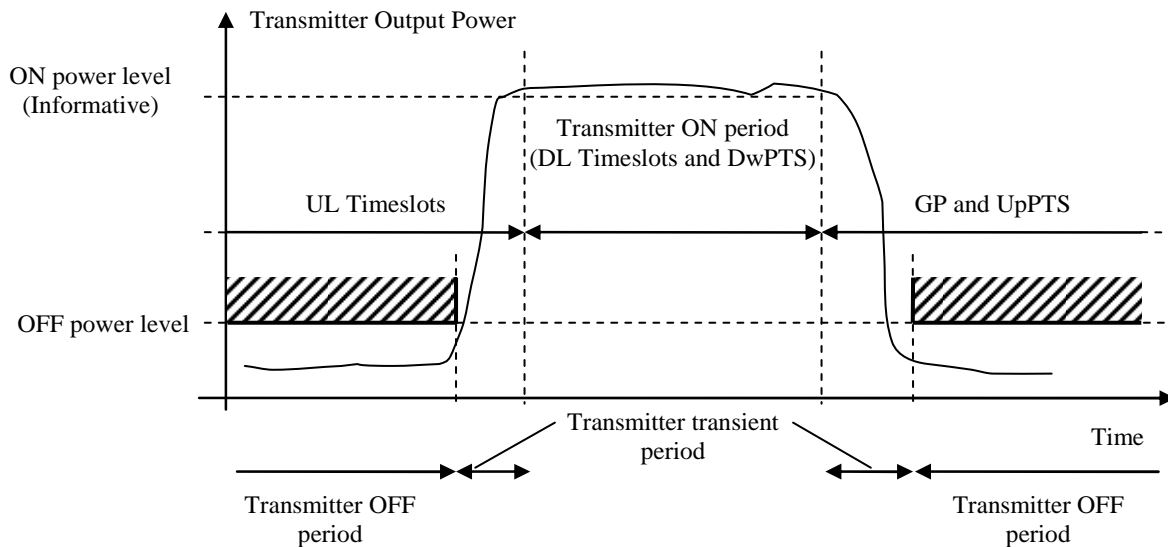 Transmitter Output Power
ON power level
(Informative)
Transmitter ON period
(DL Timeslots and DwPTS)
UL Timeslots
GP and UpPTS
OFF power level
Transmitter transient
period
Time
Transmitter OFF
period
Transmitter OFF
period